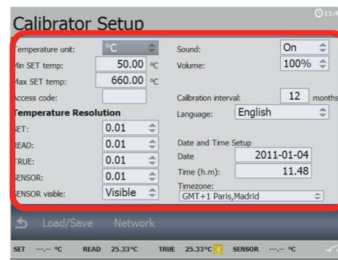 Calibrator Setup
11:4
Temperature unit: °C
Min SET temp: 50.00 °C
Max SET temp: 660.00 °C
Access code:
Temperature Resolution
SET: 0.01
READ: 0.01
TRUE: 0.01
SENSOR: 0.01
SENSOR visible: Visible
Sound: On
Volume: 100%
Calibration interval: 12 months
Language: English
Date and Time Setup
Date 2011-01-04
Time (h.m): 11.48
Timezone:
GMT+1 Paris,Madrid
Load/Save Network
SET ---.-- °C READ 25.33°C TRUE 25.33°C SENSOR ---.-- °C